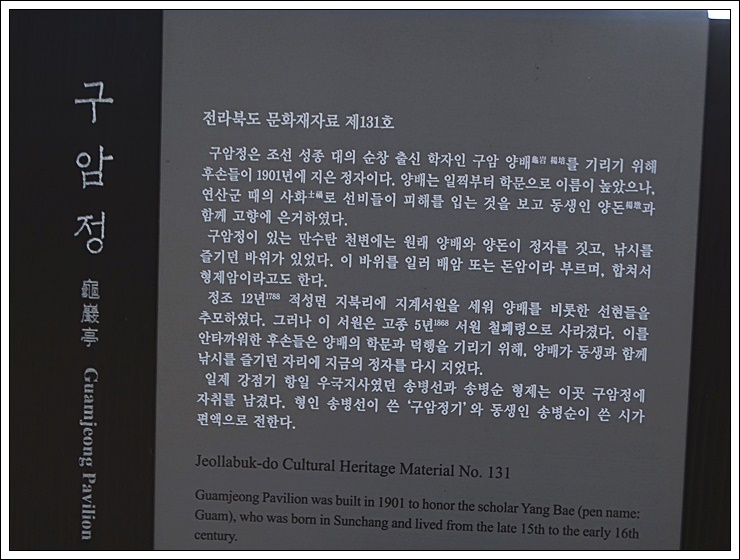 구암정
龜巖亭
Guamjeong Pavilion
전라북도 문화재자료 제131호
구암정은 조선 성종 대의 순창 출신 학자인 구암 양배龜岩 楊培를 기리기 위해
후손들이 1901년에 지은 정자이다. 양배는 일찍부터 학문으로 이름이 높았으나,
연산군 때의 사화士禍로 선비들이 피해를 입는 것을 보고 동생인 양돈楊墩과
함께 고향에 은거하였다.
구암정이 있는 만수탄 천변에는 원래 양배와 양돈이 정자를 짓고, 낚시를
즐기던 바위가 있었다. 이 바위를 일러 배암 또는 돈암이라 부르며, 합쳐서
형제암이라고도 한다.
정조 12년1788 적성면 지북리에 지계서원을 세워 양배를 비롯한 선현들을
추모하였다. 그러나 이 서원은 고종 5년1868 서원 철폐령으로 사라졌다. 이를
안타까워한 후손들은 양배의 학문과 덕행을 기리기 위해, 양배가 동생과 함께
낚시를 즐기던 자리에 지금의 정자를 다시 지었다.
일제 강점기 항일 우국지사였던 송병선과 송병순 형제는 이곳 구암정에
자취를 남겼다. 형인 송병선이 쓴 ‘구암정기’와 동생인 송병순이 쓴 시가
편액으로 전한다.
Jeollabuk-do Cultural Heritage Material No. 131
Guamjeong Pavilion was built in 1901 to honor the scholar Yang Bae (pen name:
Guam), who was born in Sunchang and lived from the late 15th to the early 16th
century.